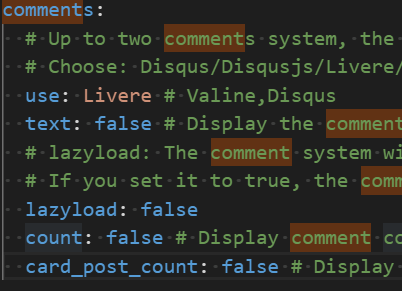 comments:
# Up to two comments system, the
# Choose: Disqus/Disqusjs/Livere/
use: Livere # Valine,Disqus
text: false # Display the comment
# lazyload: The comment system wi
# If you set it to true, the comm
lazyload: false
count: false # Display comment co
card_post_count: false # Display